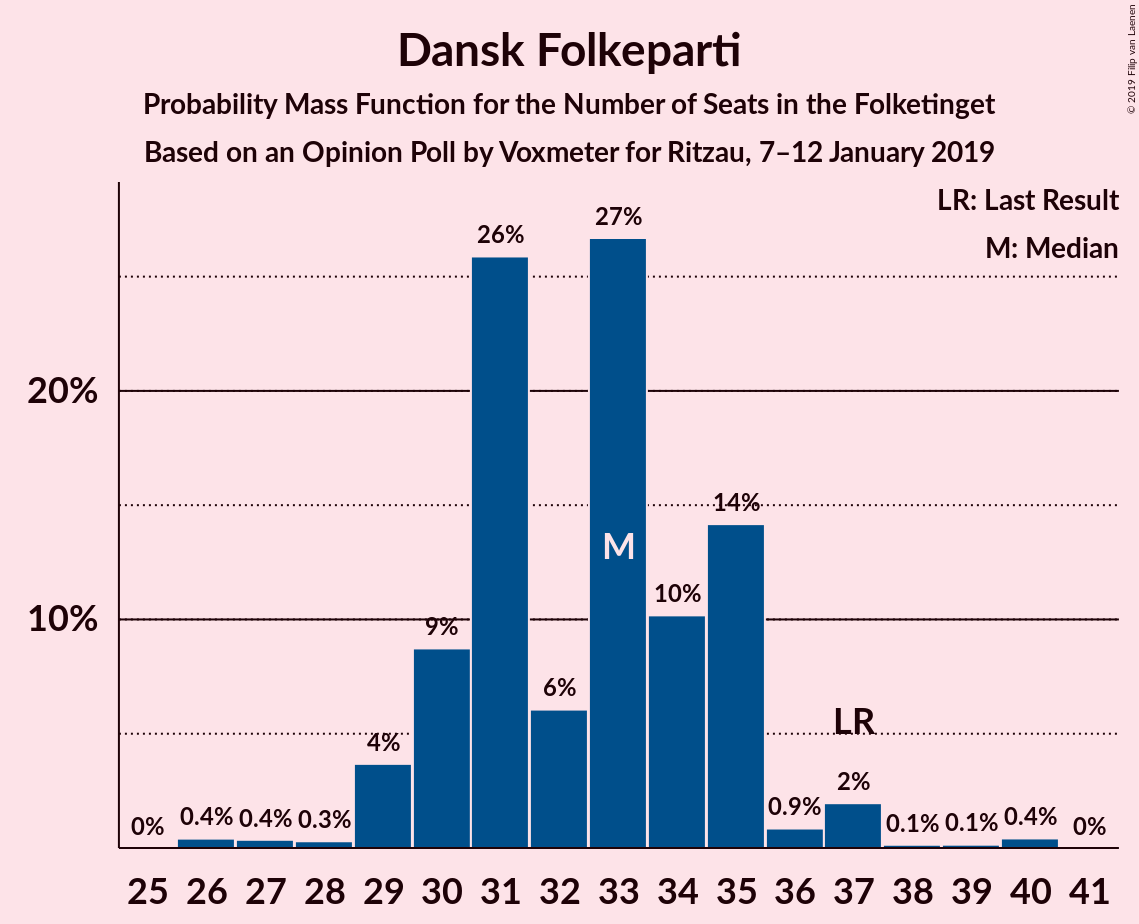 Dansk Folkeparti
Probability Mass Function for the Number of Seats in the Folketinget
Based on an Opinion Poll by Voxmeter for Ritzau, 7–12 January 2019
© 2019 Filip van Laenen
LR: Last Result
M: Median
20%
10%
0%
0.4%
0.4%
0.3%
4%
9%
26%
6%
27%
M
10%
14%
0.9%
LR
2%
0.1%
0.1%
0.4%
0%
25 26 27 28 29 30 31 32 33 34 35 36 37 38 39 40 41